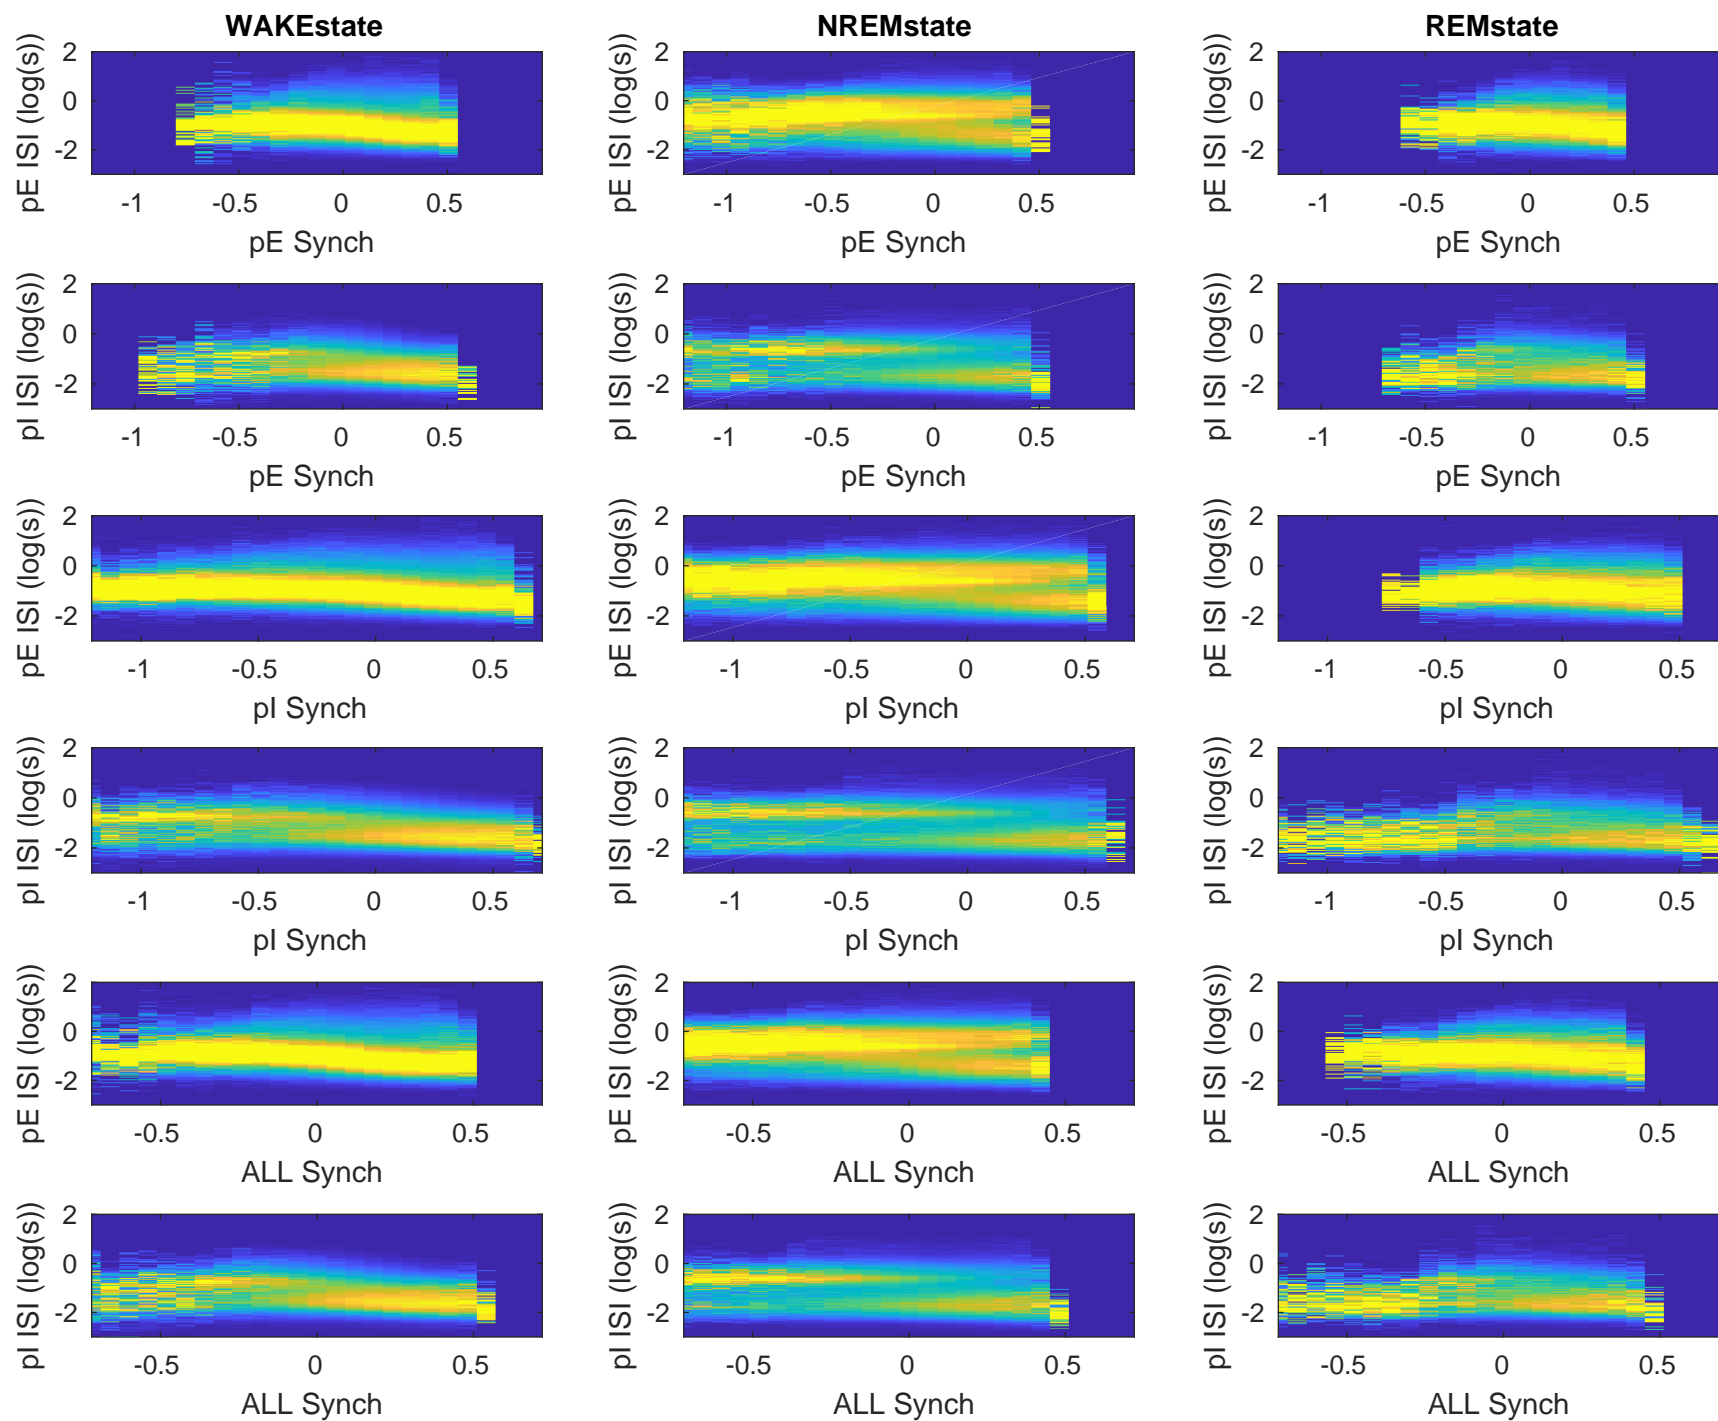 WAKEstate NREMstate REMstate
pE ISI (log(s)) 2 0 -2 pE ISI (log(s)) 2 0 -2 pE ISI (log(s)) 2 0 -2
-1 -0.5 0 0.5 -1 -0.5 0 0.5 -1 -0.5 0 0.5
pE Synch pE Synch pE Synch
pI ISI (log(s)) 2 0 -2 pI ISI (log(s)) 2 0 -2 pI ISI (log(s)) 2 0 -2
-1 -0.5 0 0.5 -1 -0.5 0 0.5 -1 -0.5 0 0.5
pE Synch pE Synch pE Synch
pE ISI (log(s)) 2 0 -2 pE ISI (log(s)) 2 0 -2 pE ISI (log(s)) 2 0 -2
-1 -0.5 0 0.5 -1 -0.5 0 0.5 -1 -0.5 0 0.5
pI Synch pI Synch pI Synch
pI ISI (log(s)) 2 0 -2 pI ISI (log(s)) 2 0 -2 pI ISI (log(s)) 2 0 -2
-1 -0.5 0 0.5 -1 -0.5 0 0.5 -1 -0.5 0 0.5
pI Synch pI Synch pI Synch
pE ISI (log(s)) 2 0 -2 pE ISI (log(s)) 2 0 -2 pE ISI (log(s)) 2 0 -2
-0.5 0 0.5 -0.5 0 0.5 -0.5 0 0.5
ALL Synch ALL Synch ALL Synch
pI ISI (log(s)) 2 0 -2 pI ISI (log(s)) 2 0 -2 pI ISI (log(s)) 2 0 -2
-0.5 0 0.5 -0.5 0 0.5 -0.5 0 0.5
ALL Synch ALL Synch ALL Synch